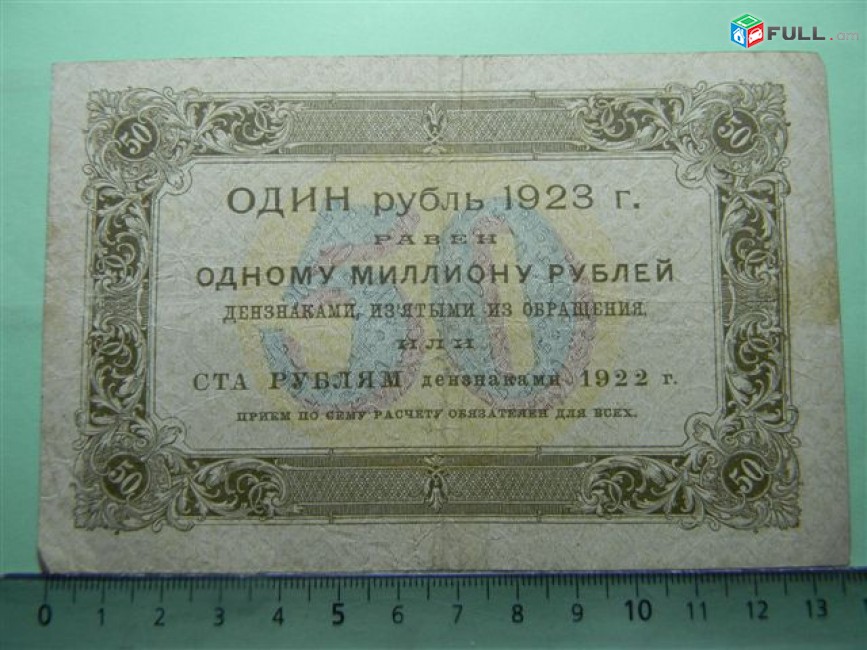 FULL.am
50 50
ОДИН рубль 1923 г.
РАВЕН
ОДНОМУ МИЛЛИОНУ РУБЛЕЙ
ДЕНЗНАКАМИ, ИЗ'ЯТЫМИ ИЗ ОБРАЩЕНИЯ,
ИЛИ
СТА РУБЛЯМ дензнаками 1922 г.
ПРИЕМ ПО СЕМУ РАСЧЕТУ ОБЯЗАТЕЛЕН ДЛЯ ВСЕХ.
50
50 50
0 1 2 3 4 5 6 7 8 9 10 11 12 13